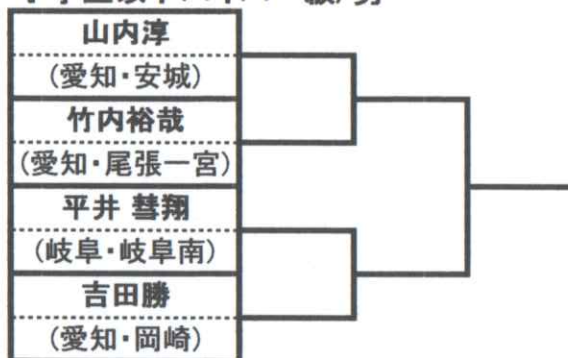 山内淳
(愛知・安城)
竹内裕哉
(愛知・尾張一宮)
平井 彗翔
(岐阜・岐阜南)
吉田勝
(愛知・岡崎)